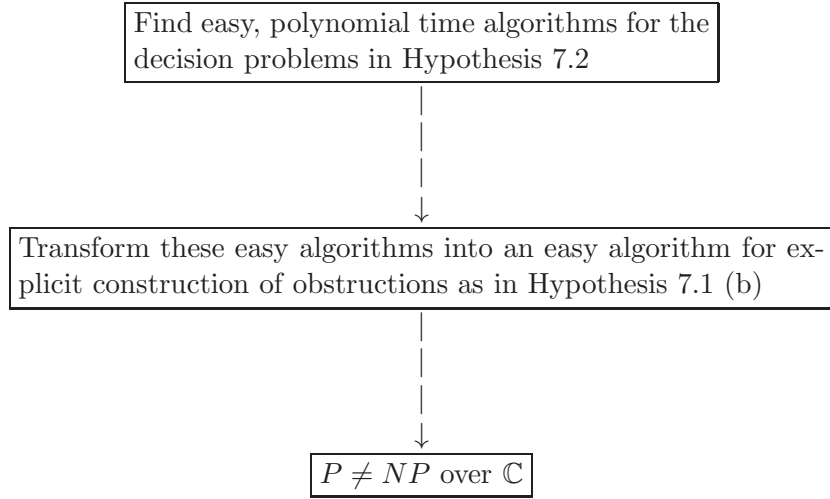 Find easy, polynomial time algorithms for the
decision problems in Hypothesis 7.2
Transform these easy algorithms into an easy algorithm for ex-
plicit construction of obstructions as in Hypothesis 7.1 (b)
P ≠ NP over ℂ